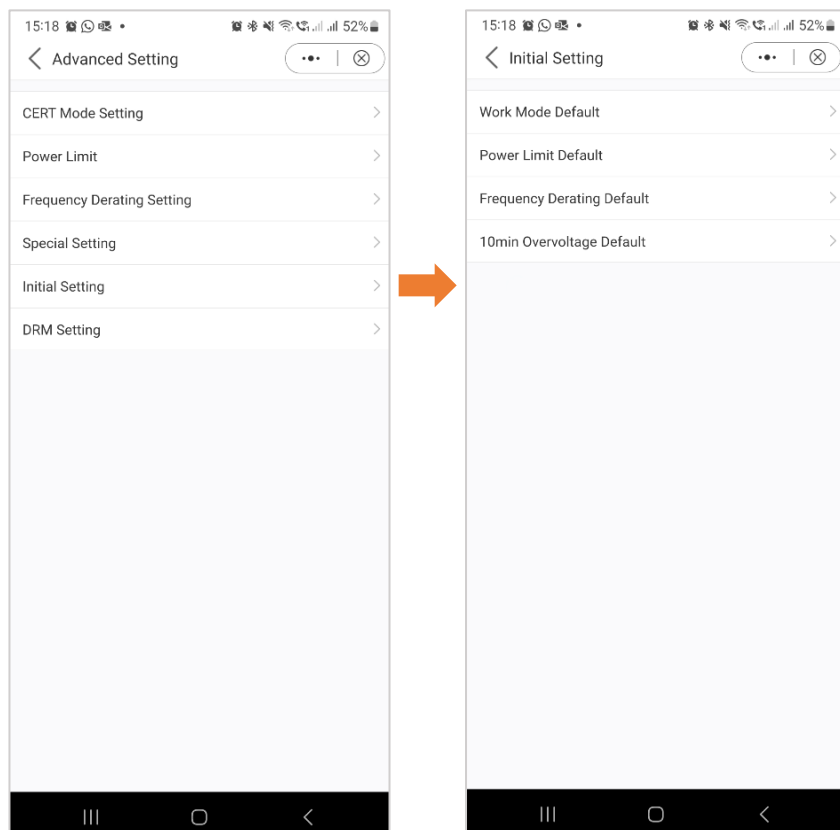 15:18 52%
Advanced Setting
CERT Mode Setting
Power Limit
Frequency Derating Setting
Special Setting
Initial Setting
DRM Setting
15:18 52%
Initial Setting
Work Mode Default
Power Limit Default
Frequency Derating Default
10min Overvoltage Default